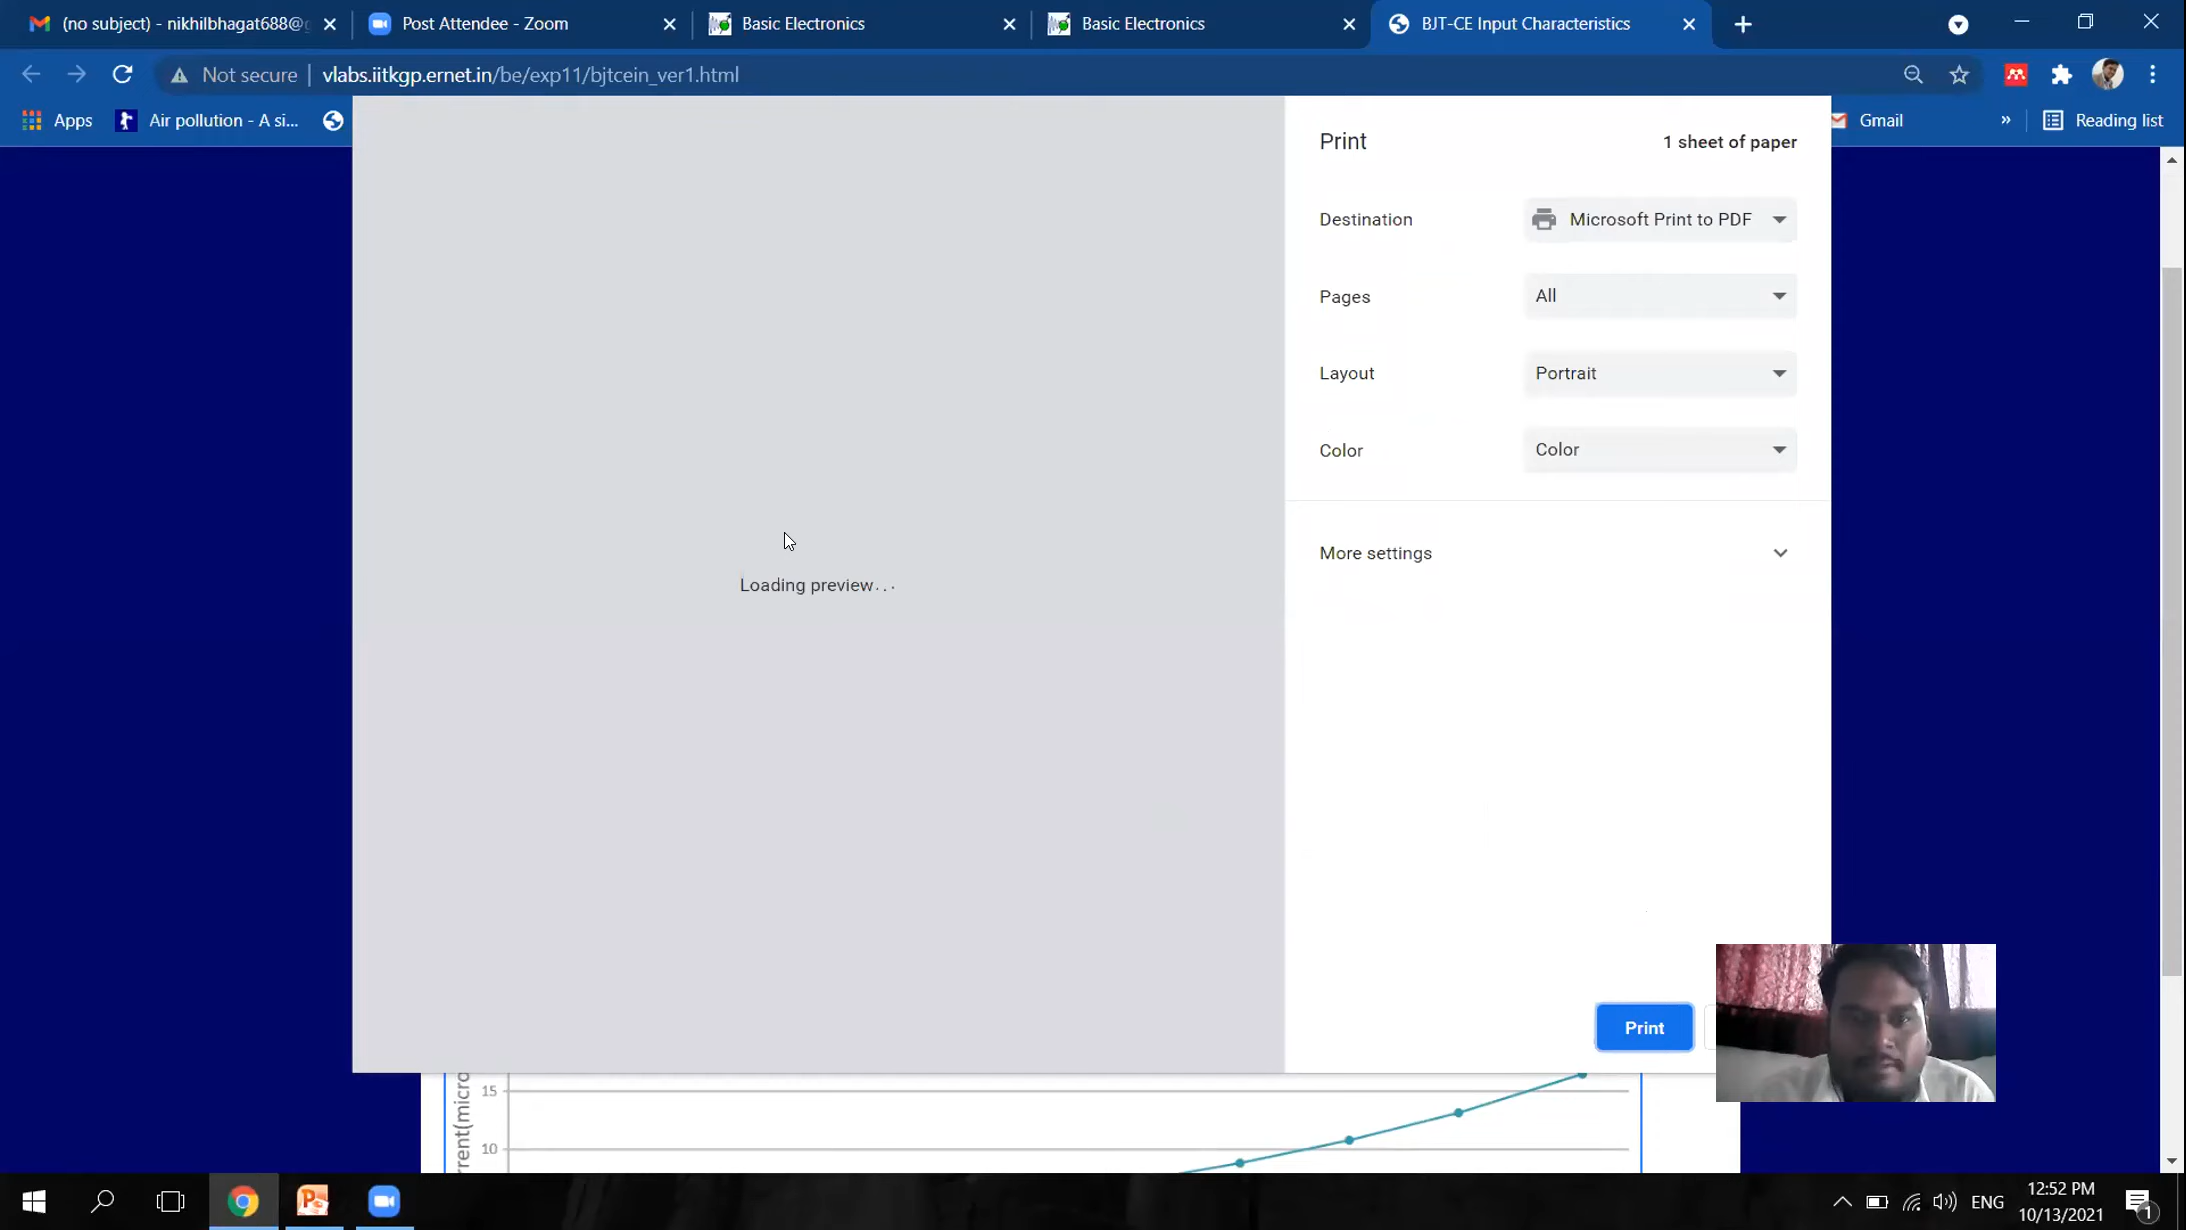 (no subject) - nikhilbhagat688@g
Post Attendee - Zoom
Basic Electronics
Basic Electronics
BJT-CE Input Characteristics
Not secure
vlabs.iitkgp.ernet.in/be/exp11/bjtcein_ver1.html
Apps
Air pollution - A si...
Gmail
»
Reading list
Print
1 sheet of paper
Destination
Microsoft Print to PDF
Pages
All
Layout
Portrait
Color
Color
Loading preview...
More settings
Print
rrent(micro
15
10
ENG
12:52 PM
10/13/2021
1